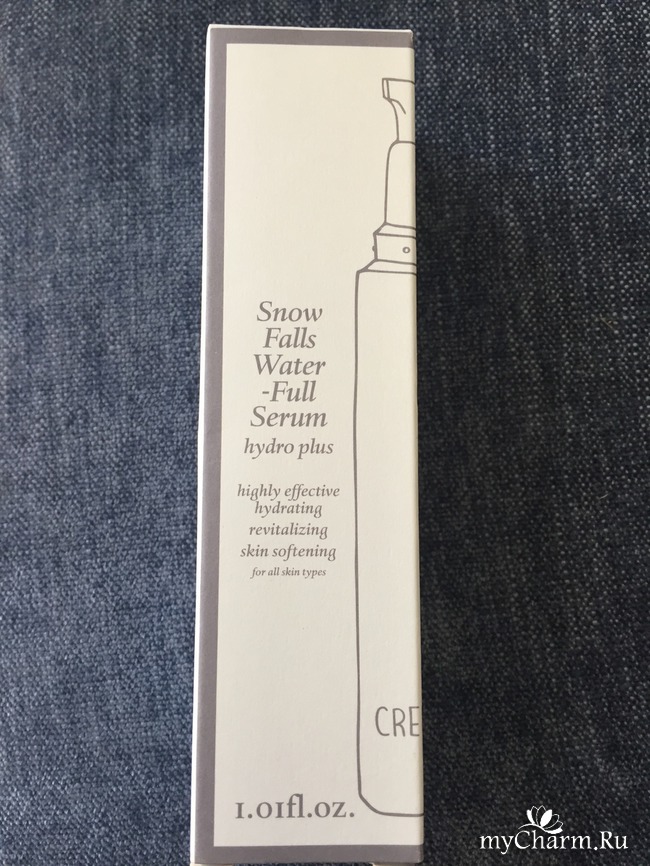 Snow
Falls
Water
-Full
Serum
hydro plus
highly effective
hydrating
revitalizing
skin softening
for all skin types
CRE
1.01fl.oz.
myCharm.Ru